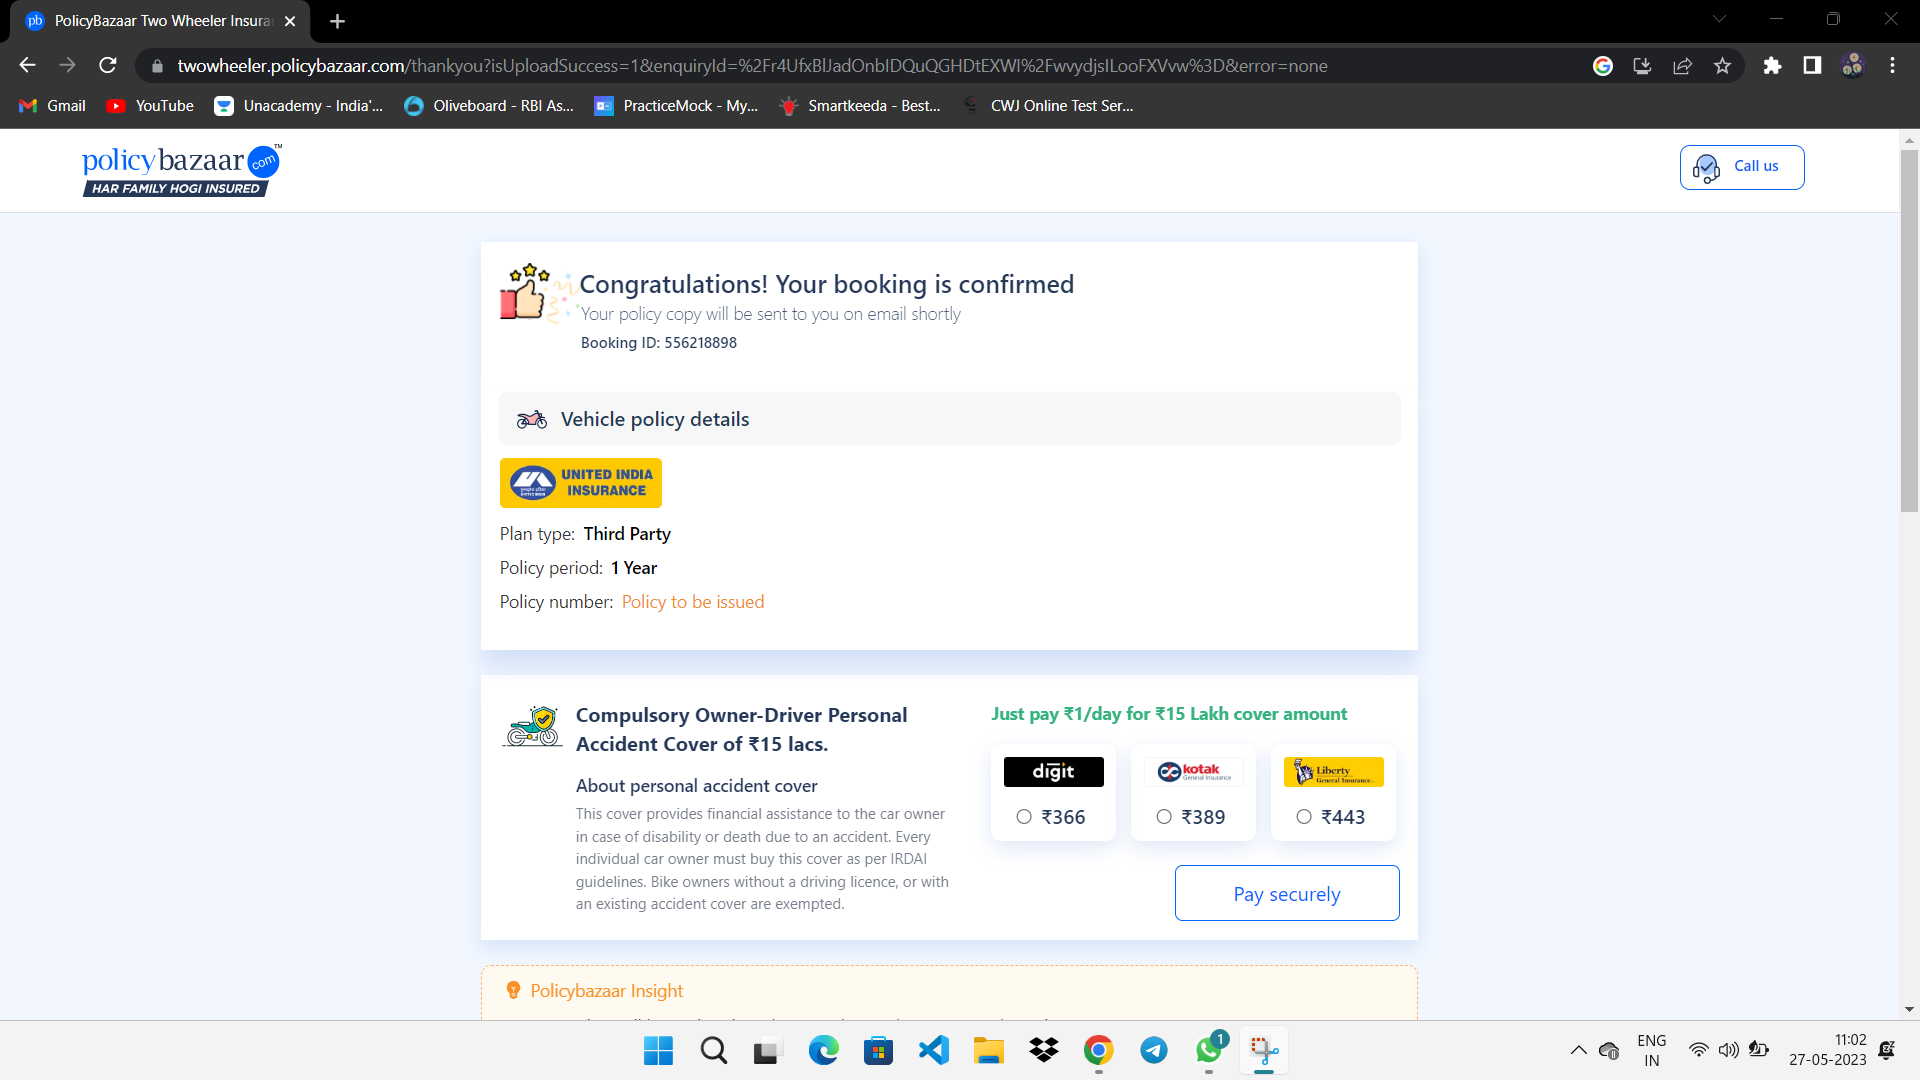 pb PolicyBazaar Two Wheeler Insura
twowheeler.policybazaar.com/thankyou?isUploadSuccess=1&enquiryId=%2Fr4UfxBlJadOnbIDQuQGHDtEXWI%2FwvydjsILooFXVvw%3D&error=none
Gmail YouTube Unacademy - India'... Oliveboard - RBI As... PracticeMock - My... Smartkeeda - Best... CWJ Online Test Ser...
policybazaar com ™
HAR FAMILY HOGI INSURED
Call us
Congratulations! Your booking is confirmed
Your policy copy will be sent to you on email shortly
Booking ID: 556218898
Vehicle policy details
UNITED INDIA
INSURANCE
Plan type: Third Party
Policy period: 1 Year
Policy number: Policy to be issued
Compulsory Owner-Driver Personal
Accident Cover of ₹15 lacs.
About personal accident cover
This cover provides financial assistance to the car owner
in case of disability or death due to an accident. Every
individual car owner must buy this cover as per IRDAI
guidelines. Bike owners without a driving licence, or with
an existing accident cover are exempted.
Just pay ₹1/day for ₹15 Lakh cover amount
digit
₹366
kotak
General Insurance
₹389
Liberty
General Insurance
₹443
Pay securely
Policybazaar Insight
1
ENG
IN
11:02
27-05-2023